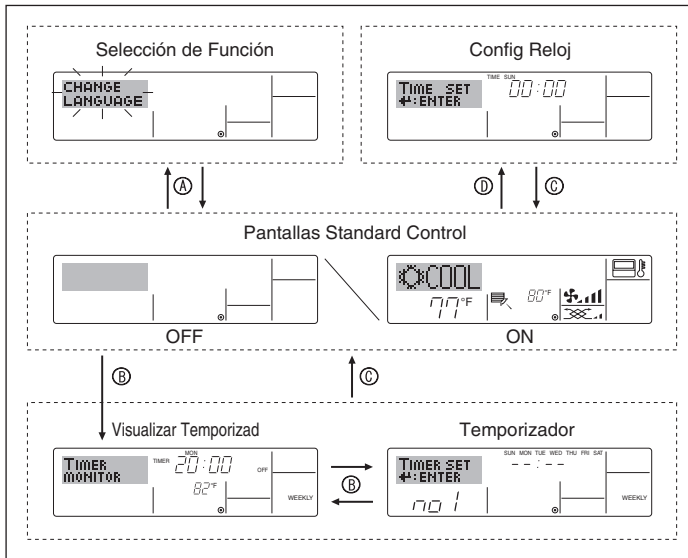 Selección de Función
CHANGE
LANGUAGE
Config Reloj
TIME SUN
TIME SET 00:00
↵:ENTER
Ⓐ
Ⓓ Ⓒ
Pantallas Standard Control
COOL
77°F 80°F
OFF
ON
Ⓑ Ⓒ
Visualizar Temporizad
MON
TIMER 20:00 OFF
TIMER
MONITOR
82°F
WEEKLY
Ⓑ
Temporizador
SUN MON TUE WED THU FRI SAT
TIMER SET --:--
↵:ENTER
no 1
WEEKLY